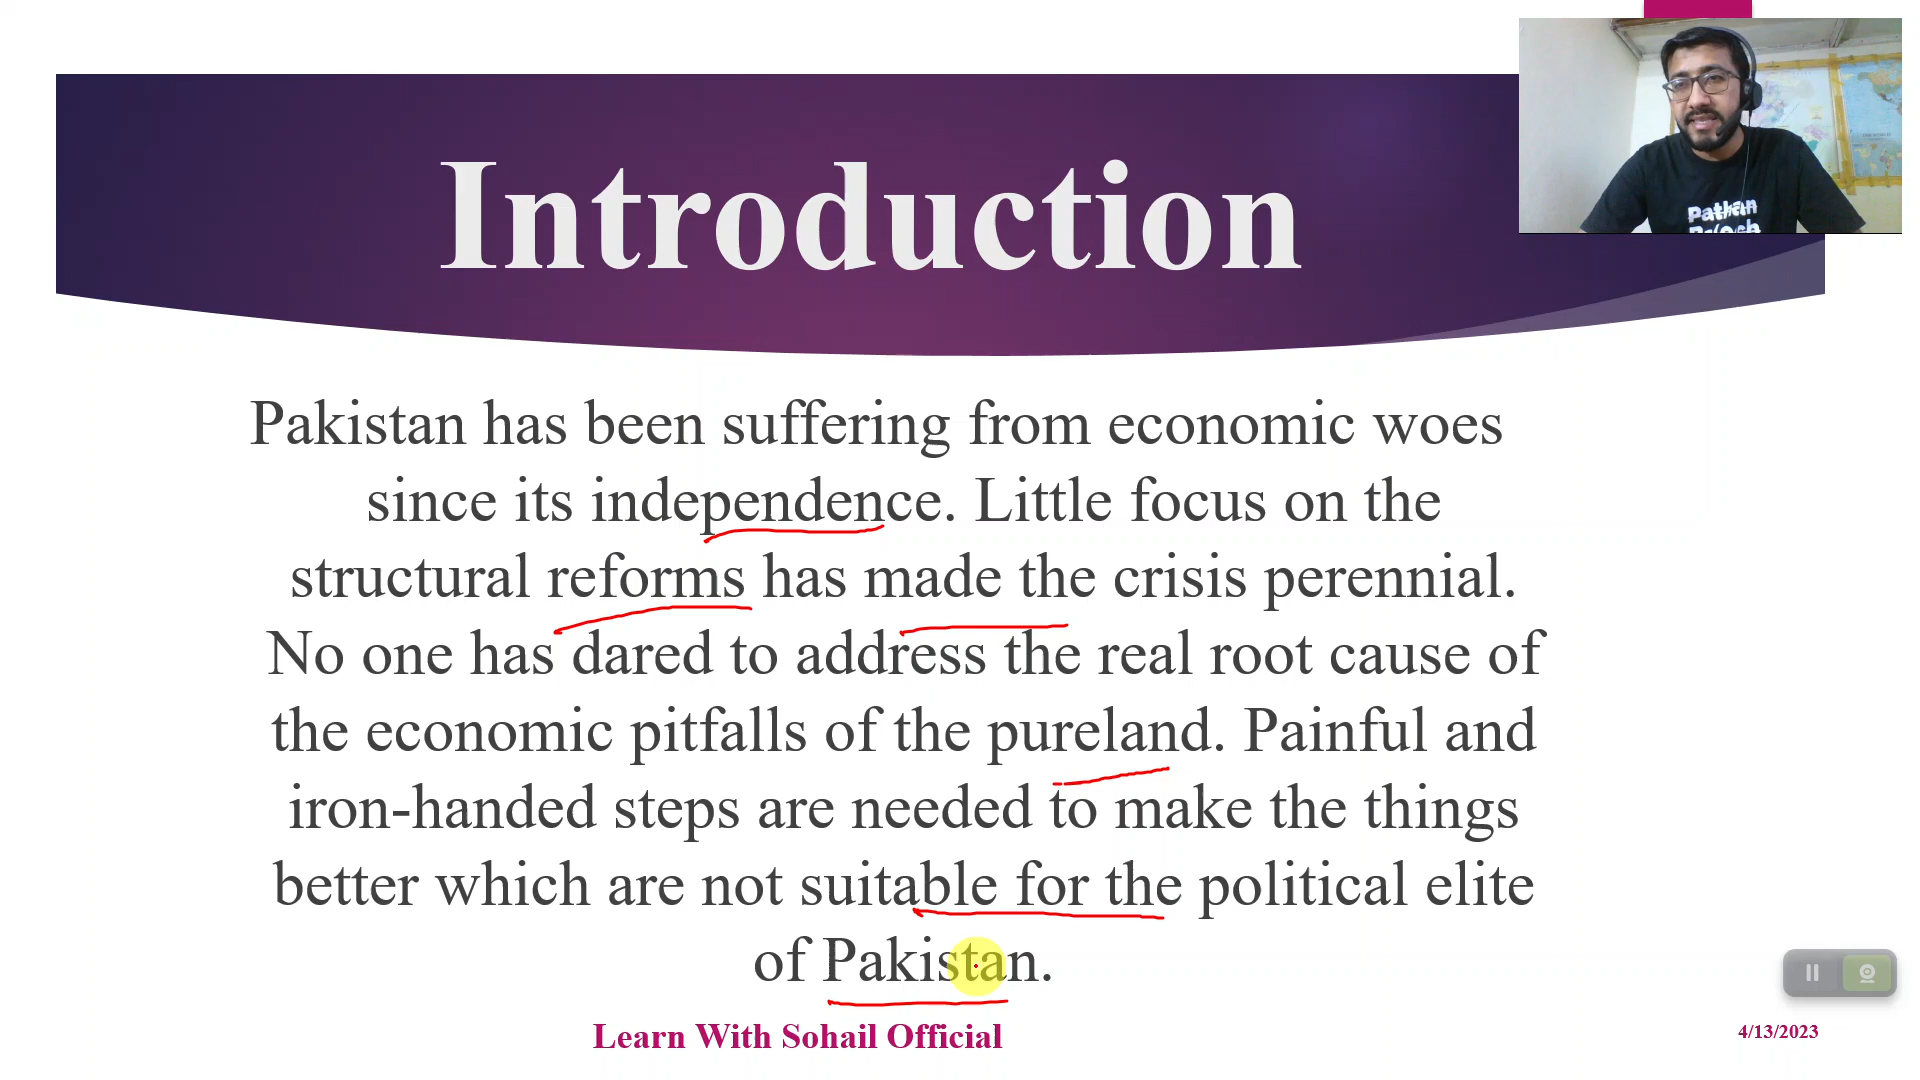 Introduction
Pathan
Pakistan has been suffering from economic woes
since its independence. Little focus on the
structural reforms has made the crisis perennial.
No one has dared to address the real root cause of
the economic pitfalls of the pureland. Painful and
iron-handed steps are needed to make the things
better which are not suitable for the political elite
of Pakistan.
Learn With Sohail Official
4/13/2023